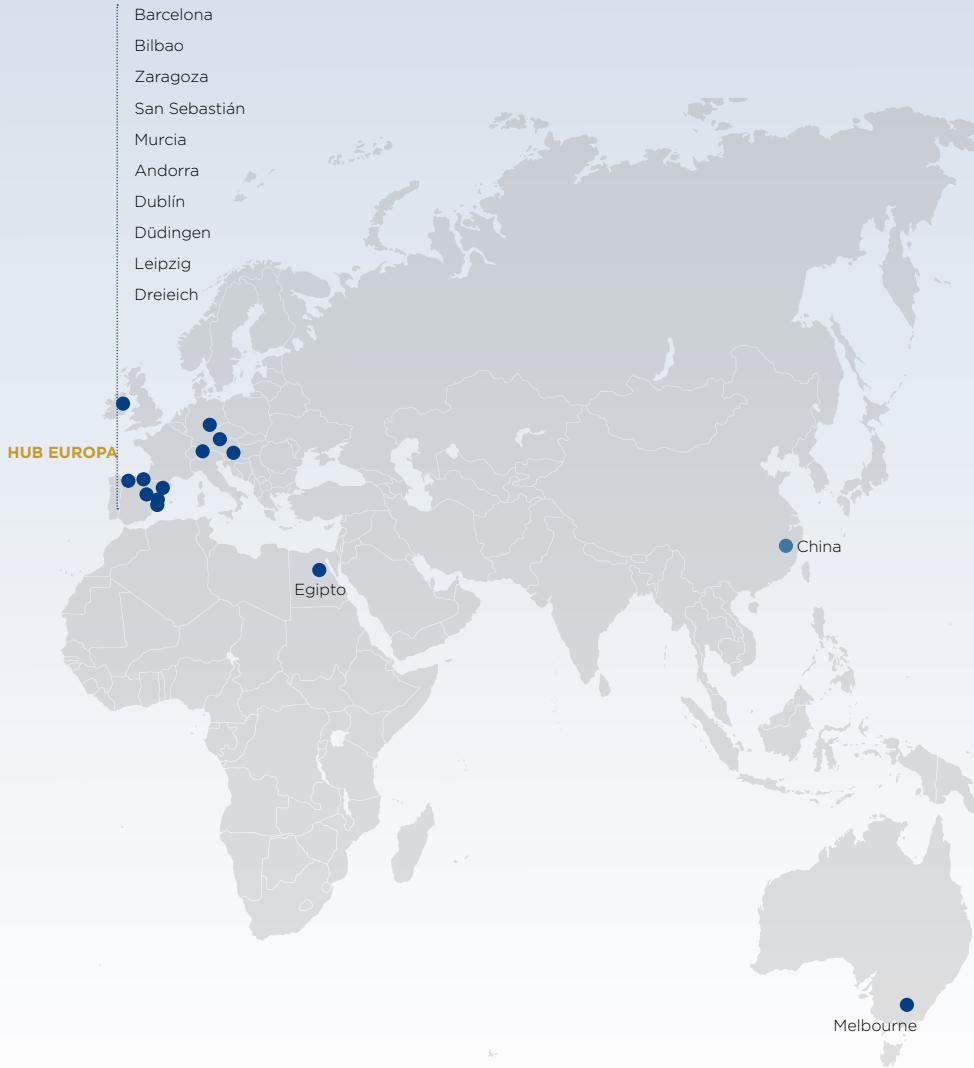 Barcelona
Bilbao
Zaragoza
San Sebastián
Murcia
Andorra
Dublín
Düdingen
Leipzig
Dreieich
HUB EUROPA
China
Egipto
Melbourne